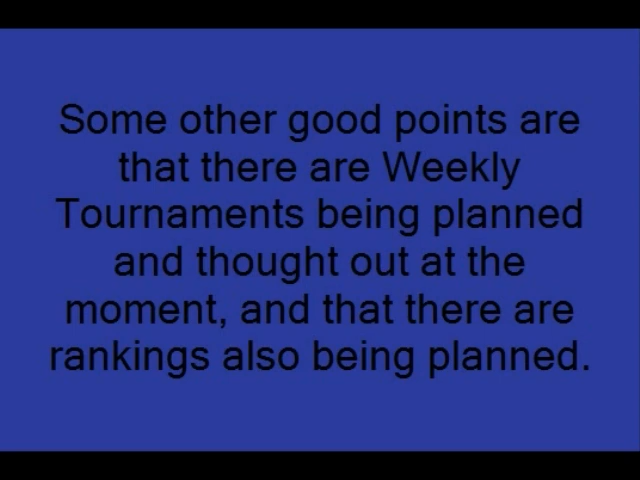 Some other good points are
that there are Weekly
Tournaments being planned
and thought out at the
moment, and that there are
rankings also being planned.